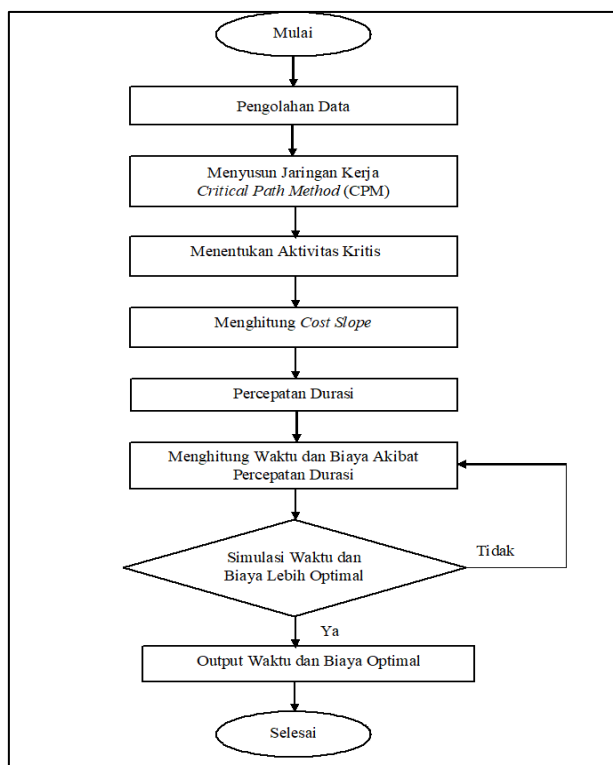 Mulai
Pengolahan Data
Menyusun Jaringan Kerja
Critical Path Method (CPM)
Menentukan Aktivitas Kritis
Menghitung Cost Slope
Percepatan Durasi
Menghitung Waktu dan Biaya Akibat
Percepatan Durasi
Simulasi Waktu dan
Biaya Lebih Optimal
Tidak
Ya
Output Waktu dan Biaya Optimal
Selesai